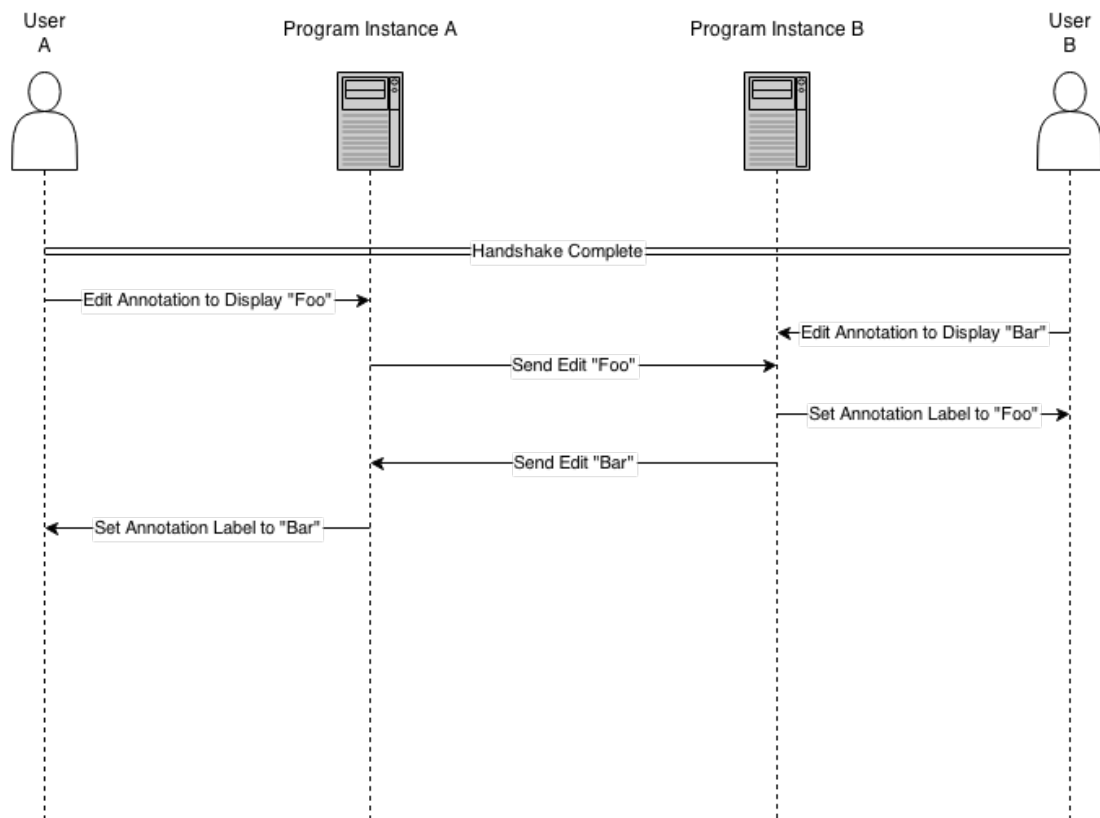 User
A
Program Instance A
Program Instance B
User
B
Handshake Complete
Edit Annotation to Display "Foo"
Edit Annotation to Display "Bar"
Send Edit "Foo"
Set Annotation Label to "Foo"
Send Edit "Bar"
Set Annotation Label to "Bar"